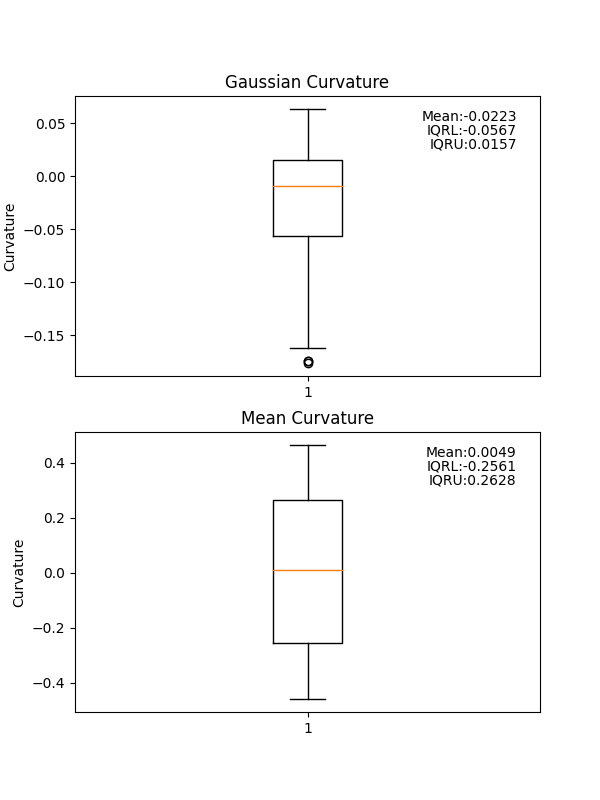 Gaussian Curvature
Mean:-0.0223
IQRL:-0.0567
IQRU:0.0157
0.05
0.00
−0.05
−0.10
−0.15
Curvature
1
Mean Curvature
Mean:0.0049
IQRL:-0.2561
IQRU:0.2628
0.4
0.2
0.0
−0.2
−0.4
Curvature
1